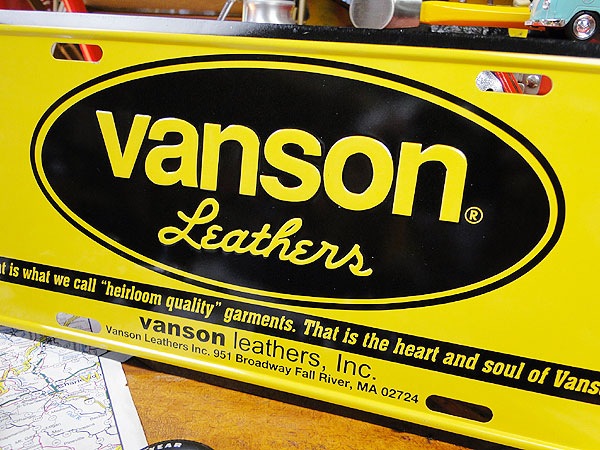 vanson®
Leathers
is what we call "heirloom quality" garments. That is the heart and soul of
vanson leathers, Inc.
Vanson Leathers Inc. 951 Broadway Fall River, MA 02724